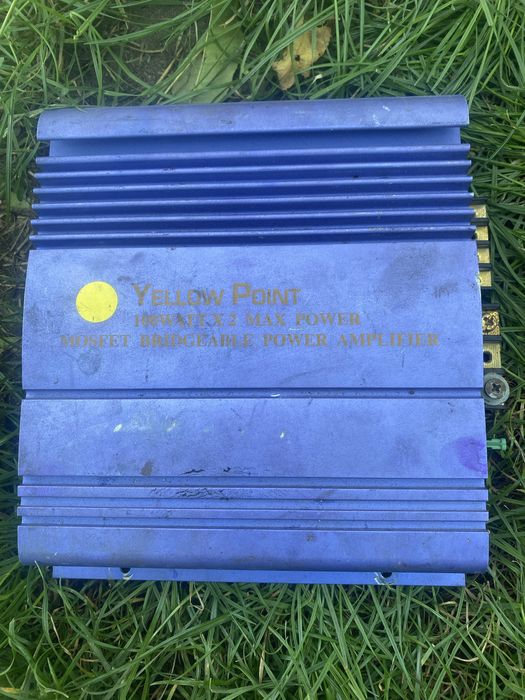 YELLOW POINT
100WATT.X 2 MAX POWER
MOSFET BRIDGEABLE POWER AMPLIFIER